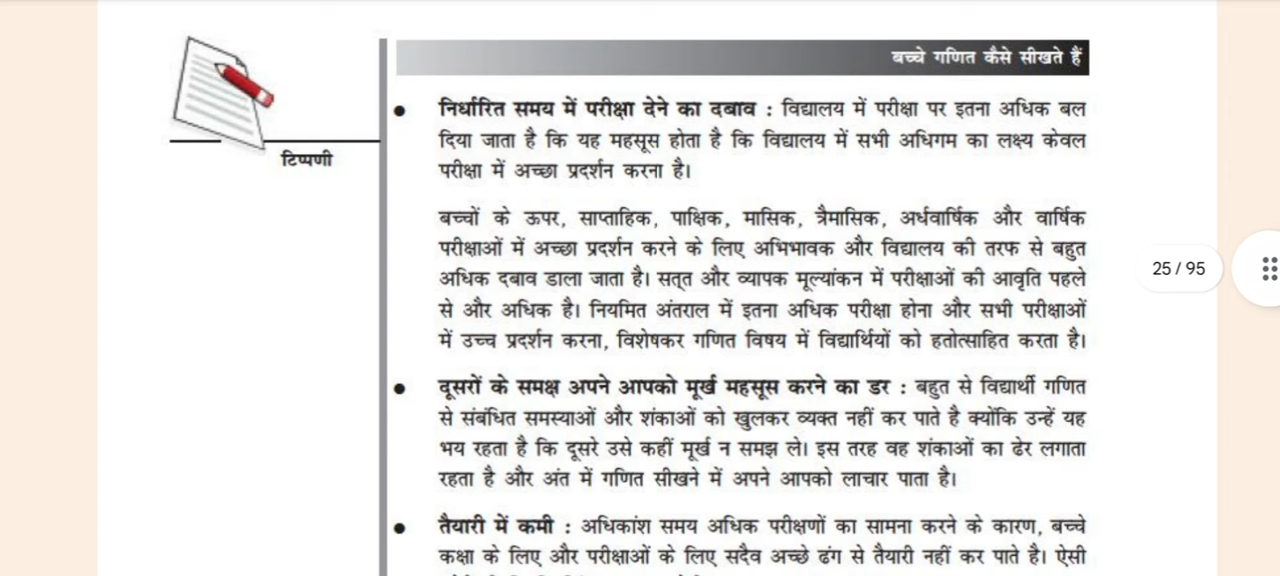 बच्चे गणित कैसे सीखते हैं
टिप्पणी
● निर्धारित समय में परीक्षा देने का दबाव : विद्यालय में परीक्षा पर इतना अधिक बल
दिया जाता है कि यह महसूस होता है कि विद्यालय में सभी अधिगम का लक्ष्य केवल
परीक्षा में अच्छा प्रदर्शन करना है।
बच्चों के ऊपर, साप्ताहिक, पाक्षिक, मासिक, त्रैमासिक, अर्धवार्षिक और वार्षिक
परीक्षाओं में अच्छा प्रदर्शन करने के लिए अभिभावक और विद्यालय की तरफ से बहुत
अधिक दबाव डाला जाता है। सत्त और व्यापक मूल्यांकन में परीक्षाओं की आवृति पहले
से और अधिक है। नियमित अंतराल में इतना अधिक परीक्षा होना और सभी परीक्षाओं
में उच्च प्रदर्शन करना, विशेषकर गणित विषय में विद्यार्थियों को हतोत्साहित करता है।
● दूसरों के समक्ष अपने आपको मूर्ख महसूस करने का डर : बहुत से विद्यार्थी गणित
से संबंधित समस्याओं और शंकाओं को खुलकर व्यक्त नहीं कर पाते है क्योंकि उन्हें यह
भय रहता है कि दूसरे उसे कहीं मूर्ख न समझ ले। इस तरह वह शंकाओं का ढेर लगाता
रहता है और अंत में गणित सीखने में अपने आपको लाचार पाता है।
● तैयारी में कमी : अधिकांश समय अधिक परीक्षणों का सामना करने के कारण, बच्चे
कक्षा के लिए और परीक्षाओं के लिए सदैव अच्छे ढंग से तैयारी नहीं कर पाते है। ऐसी
25 / 95